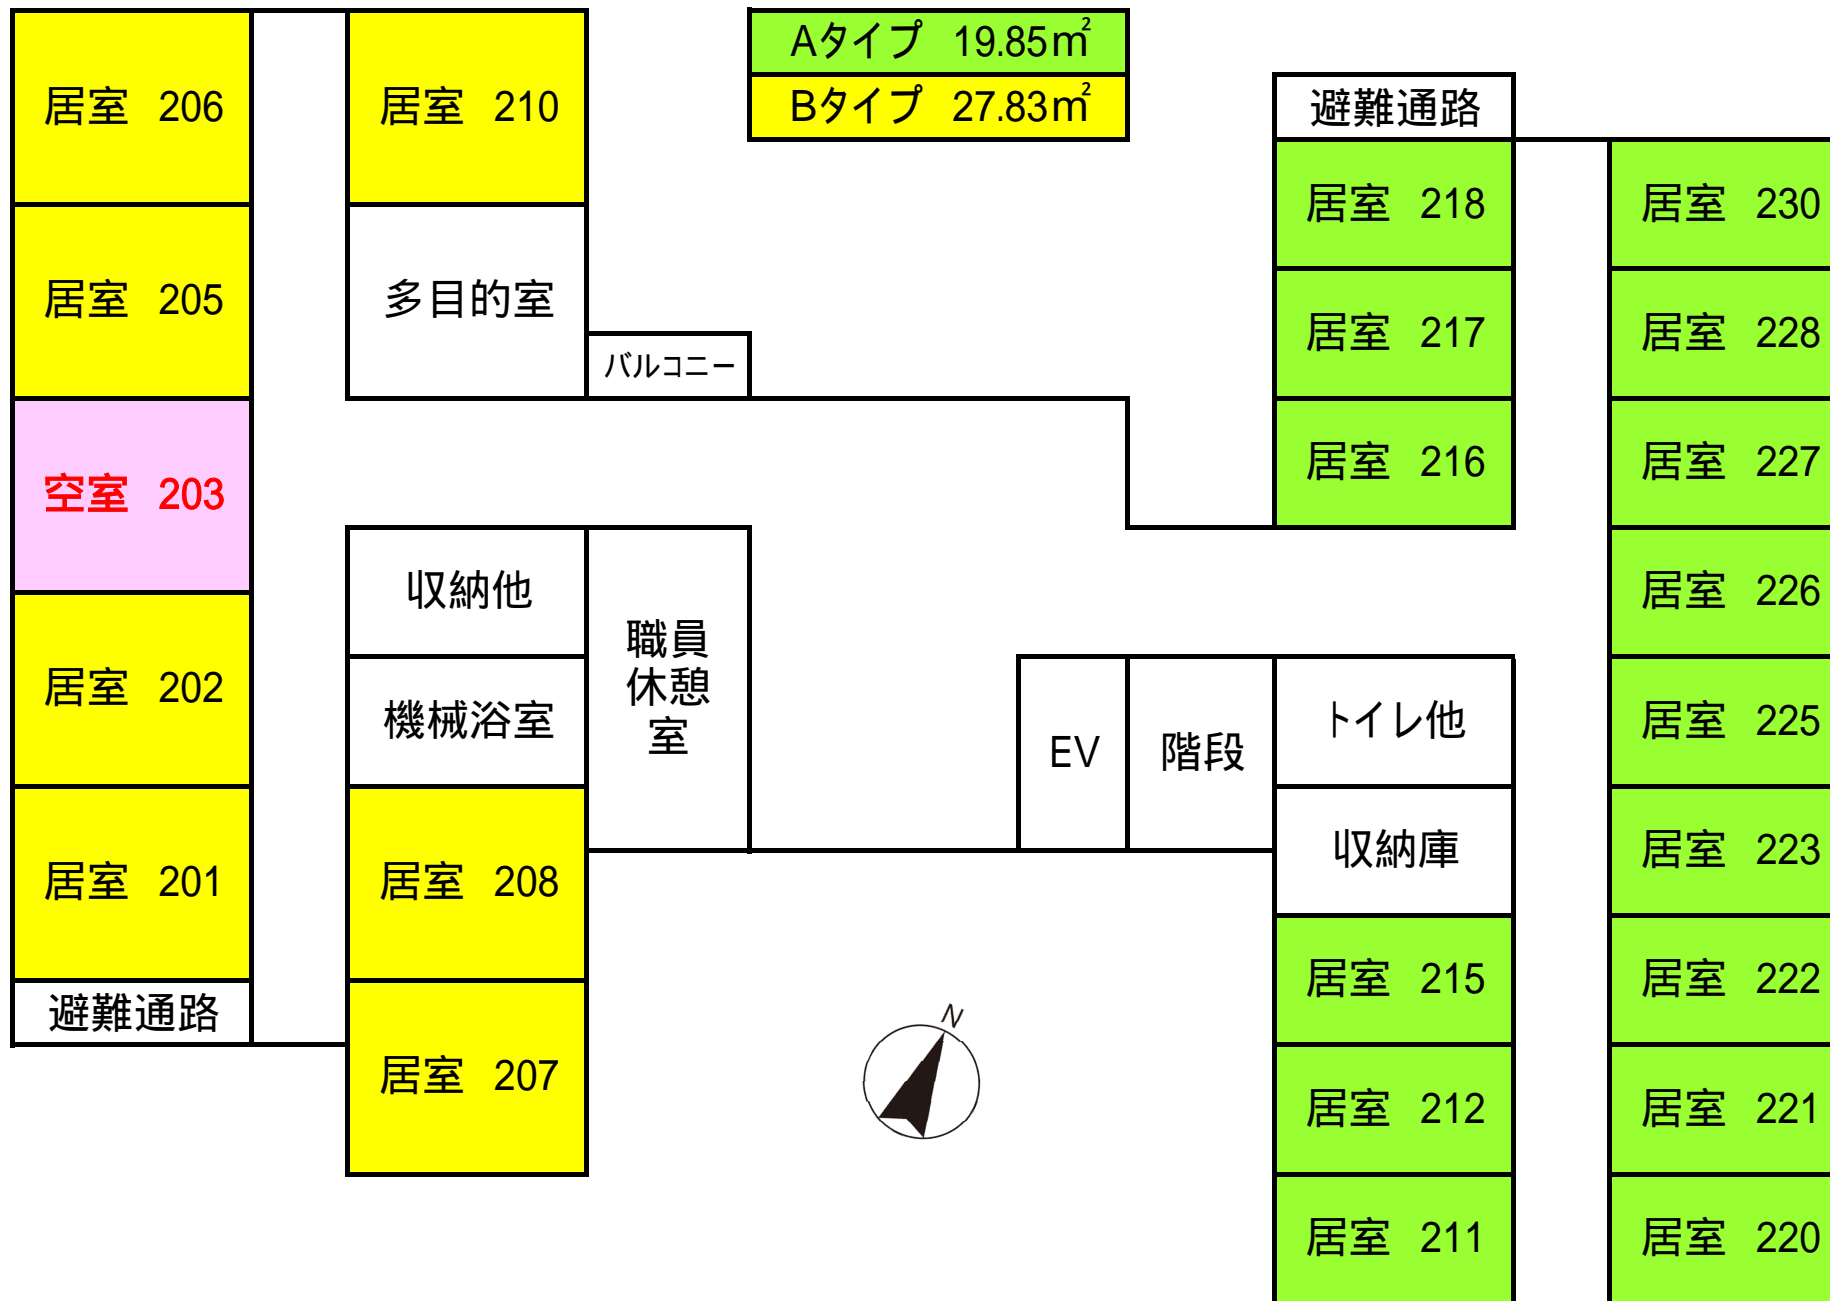 Aタイプ 19.85㎡
Bタイプ 27.83㎡
居室 206
居室 205
空室 203
居室 202
居室 201
避難通路
居室 210
多目的室
バルコニー
収納他
機械浴室
職員
休憩
室
居室 208
居室 207
N
EV
階段
避難通路
居室 218
居室 217
居室 216
トイレ他
収納庫
居室 215
居室 212
居室 211
居室 230
居室 228
居室 227
居室 226
居室 225
居室 223
居室 222
居室 221
居室 220